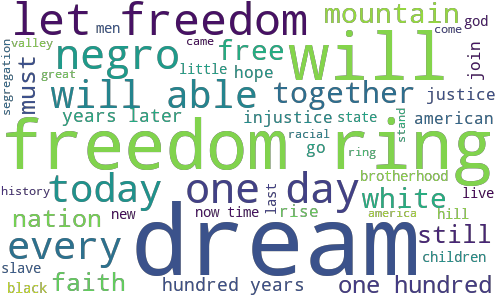 let freedom
men
mountain
god
segregation
valley
came
come
negro
free
will
join
great
must
little
hope
will able
together
justice
years later
injustice
state
american
freedom ring
racial
stand
go
ring
brotherhood
today
one day
white
live
history
nation
new
now time
last
rise
america
hill
dream
still
every
children
slave
black
faith
hundred years
one hundred